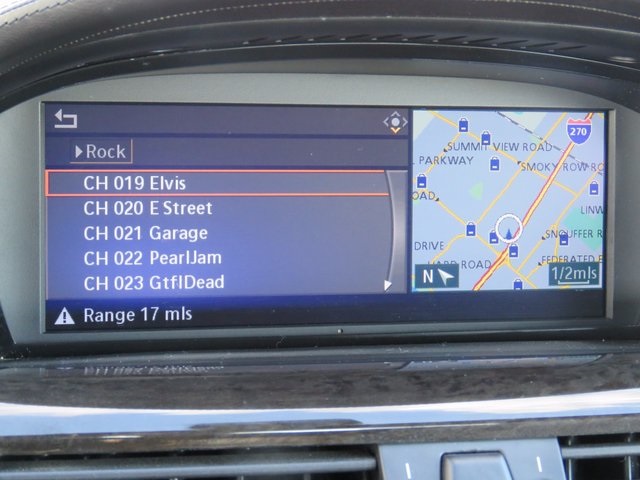 Rock
CH 019 Elvis
CH 020 E Street
CH 021 Garage
CH 022 PearlJam
CH 023 GtflDead
Range 17 mls
270
SUMMIT VIEW ROAD
PARKWAY
SMOKY ROW RO
OAD
LINW
SNOUFFER R
DRIVE
ROAD
FEDERATED
N
1/2mls